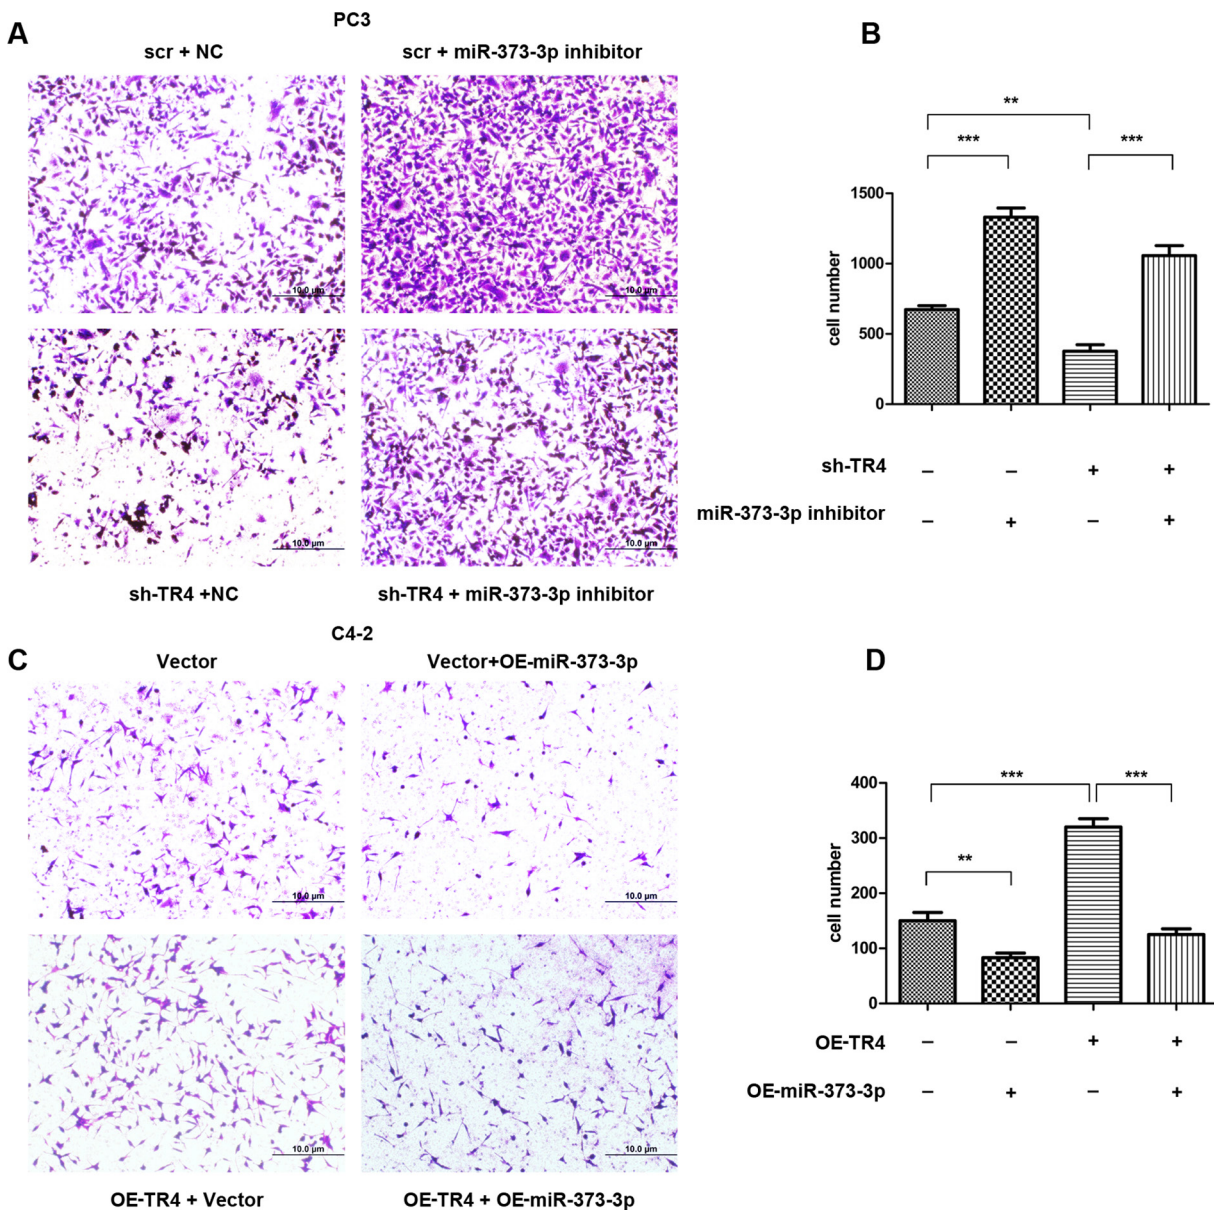 PC3
A
scr + NC
scr + miR-373-3p inhibitor
10.0 µm
10.0 µm
10.0 µm
10.0 µm
sh-TR4 +NC
sh-TR4 + miR-373-3p inhibitor
B
**
***
***
cell number
1500
1000
500
0
sh-TR4
– – + +
miR-373-3p inhibitor
– + – +
C4-2
C
Vector
Vector+OE-miR-373-3p
10.0 µm
10.0 µm
10.0 µm
10.0 µm
OE-TR4 + Vector
OE-TR4 + OE-miR-373-3p
D
***
***
**
cell number
400
300
200
100
0
OE-TR4
– – + +
OE-miR-373-3p
– + – +